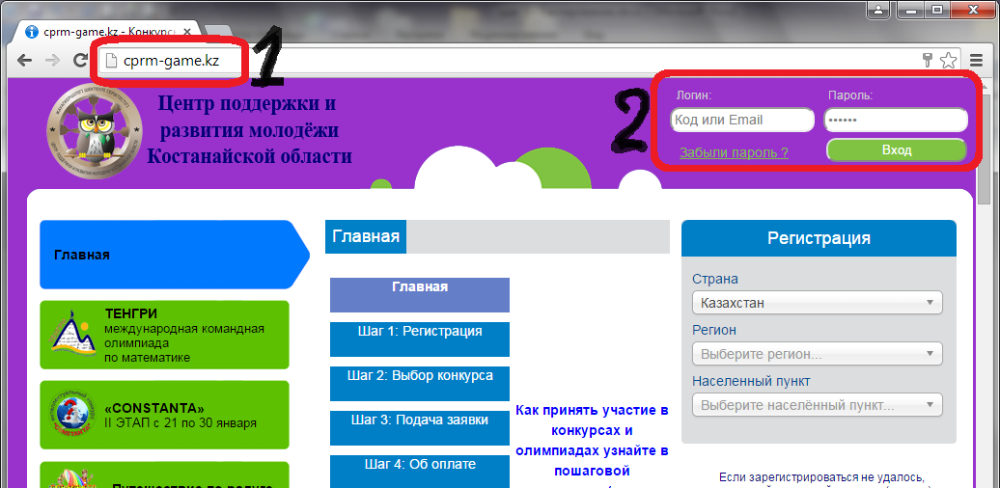 cprm-game.kz - Конкурс
cprm-game.kz
1
Центр поддержки и
развития молодёжи
Костанайской области
2
Логин:
Пароль:
Код или Email
••••••
Забыли пароль ?
Вход
Главная
ТЕНГРИ
международная командная
олимпиада
по математике
«CONSTANTA»
II ЭТАП с 21 по 30 января
Главная
Главная
Шаг 1: Регистрация
Шаг 2: Выбор конкурса
Шаг 3: Подача заявки
Шаг 4: Об оплате
Как принять участие в
конкурсах и
олимпиадах узнайте в
пошаговой
Регистрация
Страна
Казахстан
Регион
Выберите регион...
Населенный пункт
Выберите населённый пункт...
Если зарегистрироваться не удалось,